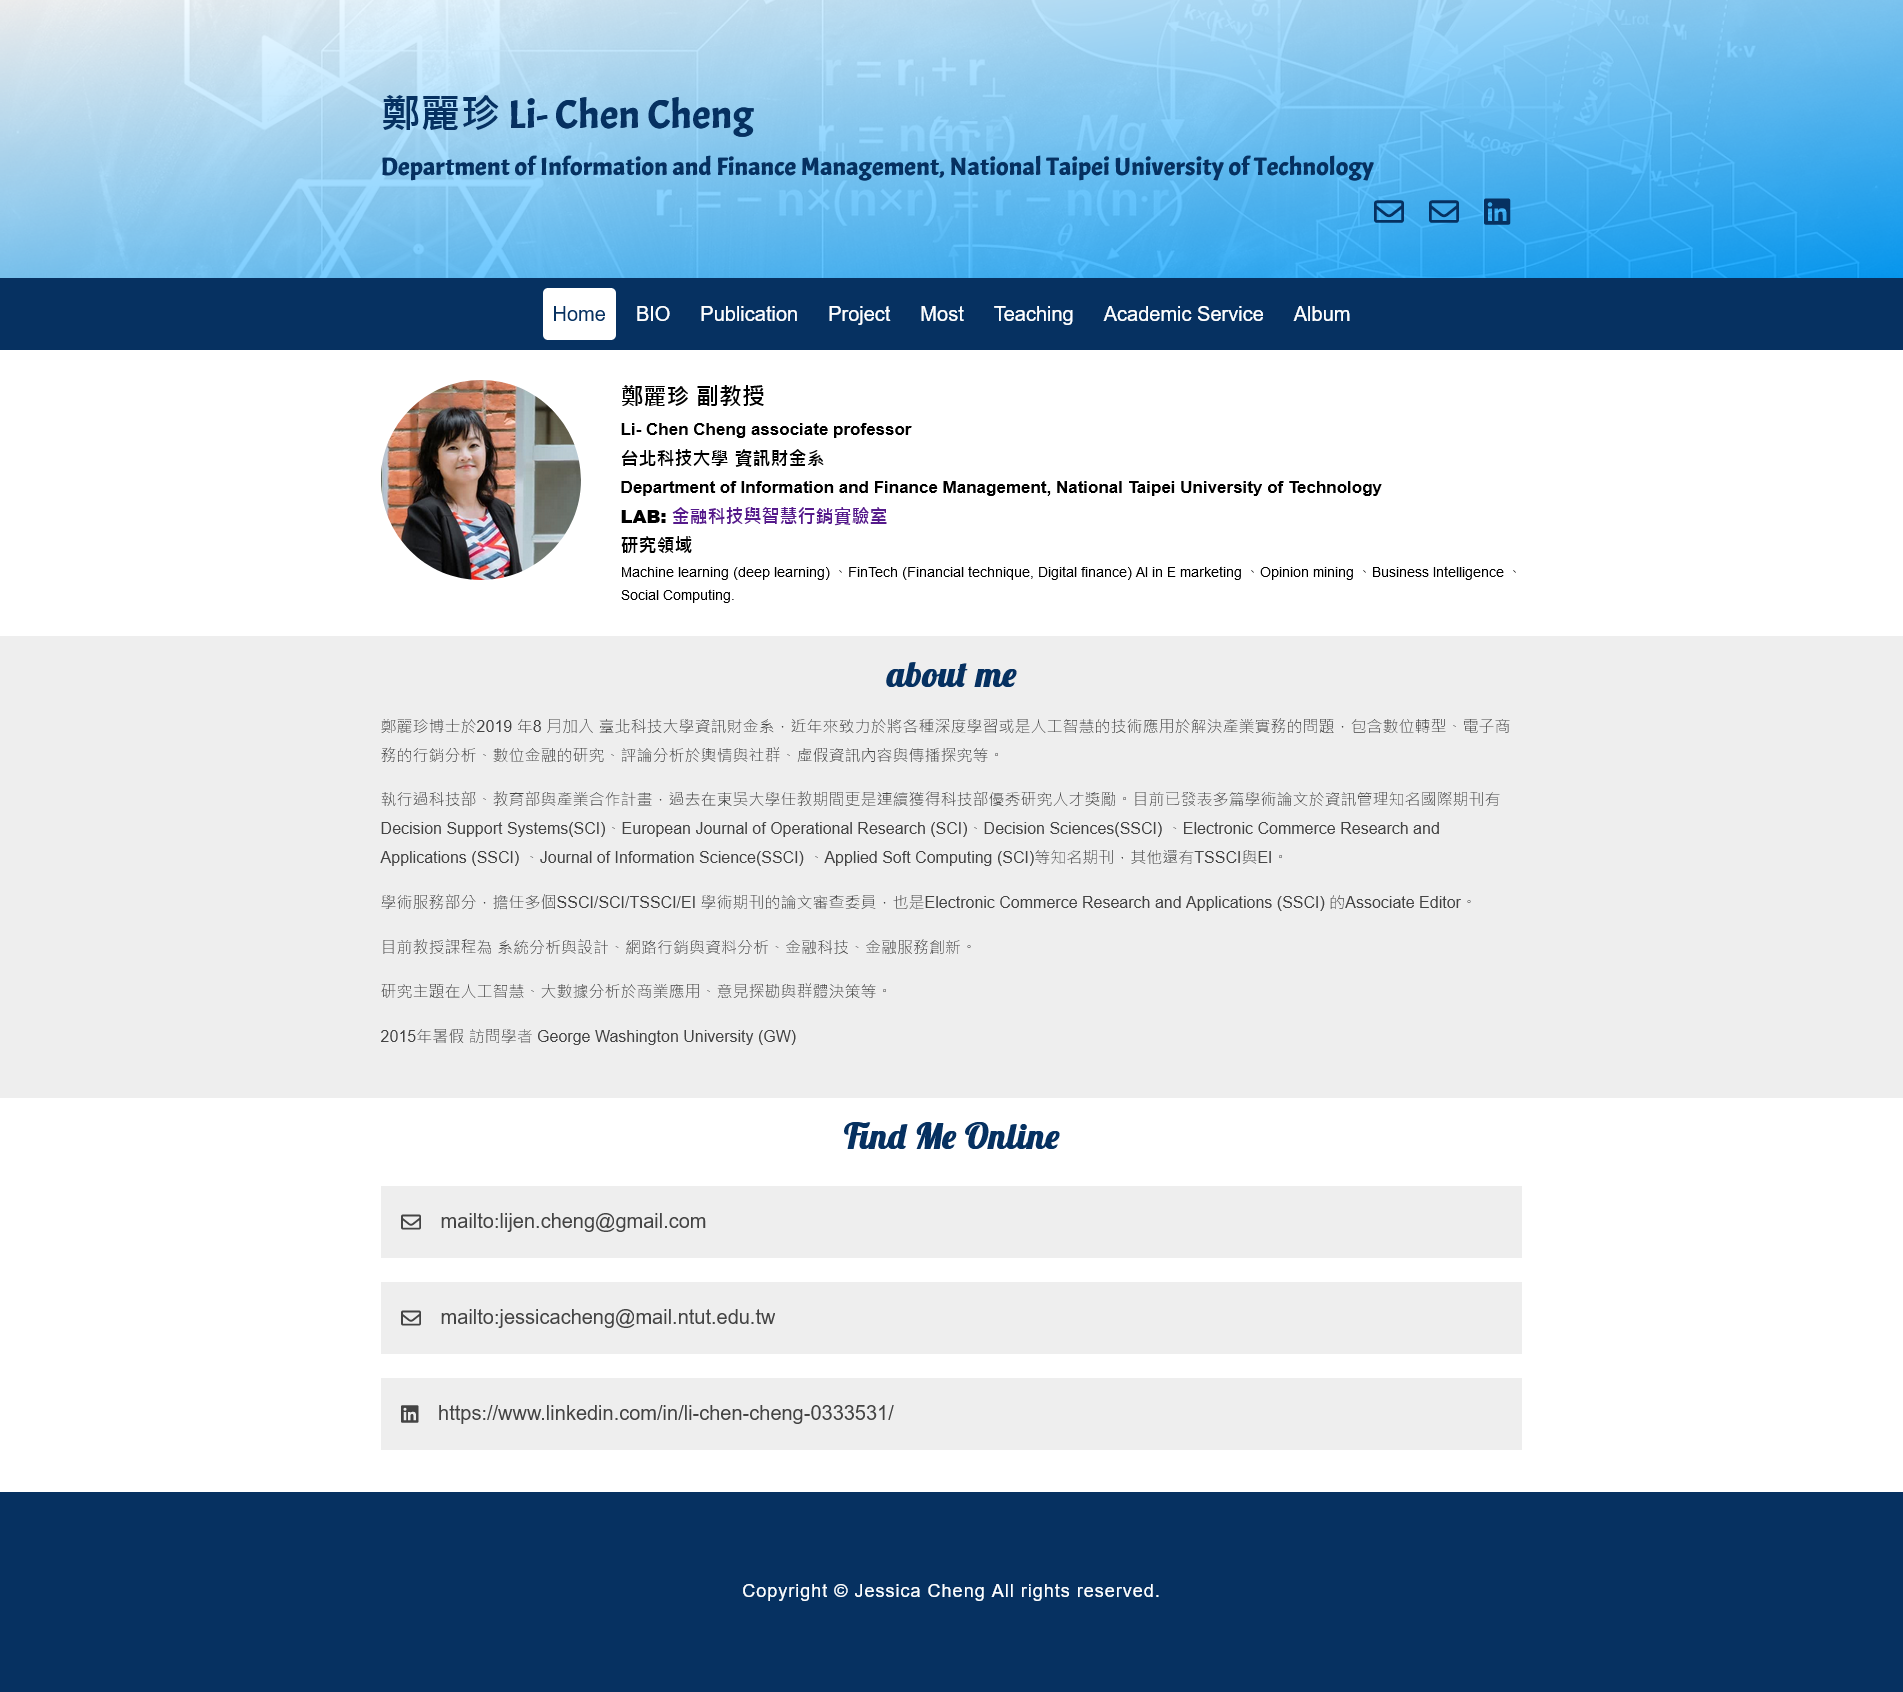 鄭麗珍 Li- Chen Cheng
Department of Information and Finance Management, National Taipei University of Technology
Home BIO Publication Project Most Teaching Academic Service Album
鄭麗珍 副教授
Li- Chen Cheng associate professor
台北科技大學 資訊財金系
Department of Information and Finance Management, National Taipei University of Technology
LAB: 金融科技與智慧行銷實驗室
研究領域
Machine learning (deep learning) 、FinTech (Financial technique, Digital finance) AI in E marketing 、Opinion mining 、Business Intelligence 、
Social Computing.
about me
鄭麗珍博士於2019 年8 月加入 臺北科技大學資訊財金系，近年來致力於將各種深度學習或是人工智慧的技術應用於解決產業實務的問題，包含數位轉型、電子商
務的行銷分析、數位金融的研究、評論分析於輿情與社群、虛假資訊內容與傳播探究等。
執行過科技部、教育部與產業合作計畫，過去在東吳大學任教期間更是連續獲得科技部優秀研究人才獎勵。目前已發表多篇學術論文於資訊管理知名國際期刊有
Decision Support Systems(SCI)、European Journal of Operational Research (SCI)、Decision Sciences(SSCI) 、Electronic Commerce Research and
Applications (SSCI) 、Journal of Information Science(SSCI) 、Applied Soft Computing (SCI)等知名期刊，其他還有TSSCI與EI。
學術服務部分，擔任多個SSCI/SCI/TSSCI/EI 學術期刊的論文審查委員，也是Electronic Commerce Research and Applications (SSCI) 的Associate Editor。
目前教授課程為 系統分析與設計、網路行銷與資料分析、金融科技、金融服務創新。
研究主題在人工智慧、大數據分析於商業應用、意見探勘與群體決策等。
2015年暑假 訪問學者 George Washington University (GW)
Find Me Online
mailto:lijen.cheng@gmail.com
mailto:jessicacheng@mail.ntut.edu.tw
https://www.linkedin.com/in/li-chen-cheng-0333531/
Copyright © Jessica Cheng All rights reserved.